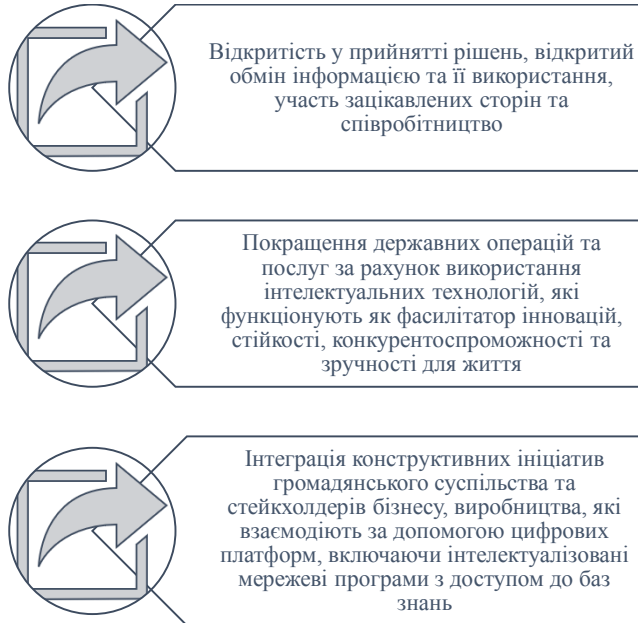 Відкритість у прийнятті рішень, відкритий
обмін інформацією та її використання,
участь зацікавлених сторін та
співробітництво
Покращення державних операцій та
послуг за рахунок використання
інтелектуальних технологій, які
функціонують як фасилітатор інновацій,
стійкості, конкурентоспроможності та
зручності для життя
Інтеграція конструктивних ініціатив
громадянського суспільства та
стейкхолдерів бізнесу, виробництва, які
взаємодіють за допомогою цифрових
платформ, включаючи інтелектуалізовані
мережеві програми з доступом до баз
знань